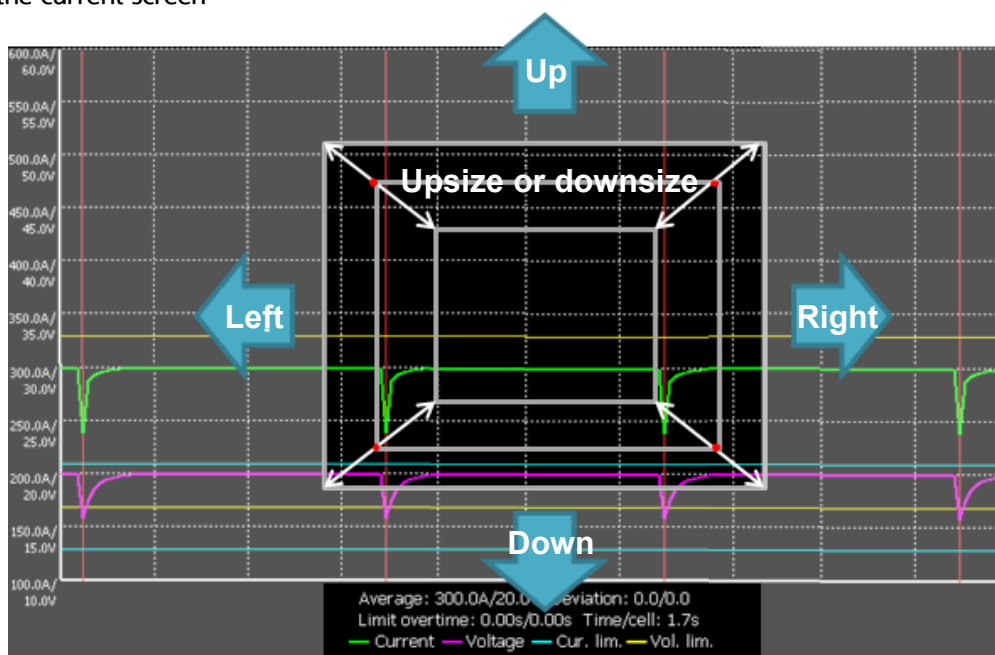 the current screen
Up
600.0A/
60.0V
550.0A/
55.0V
500.0A/
50.0V
Upsize or downsize
450.0A/
45.0V
400.0A/
40.0V
Left
Right
350.0A/
35.0V
300.0A/
30.0V
250.0A/
25.0V
200.0A/
20.0V
150.0A/
15.0V
Down
100.0A/
10.0V
Average: 300.0A/20.0 Deviation: 0.0/0.0
Limit overtime: 0.00s/0.00s Time/cell: 1.7s
Current Voltage Cur. lim. Vol. lim.